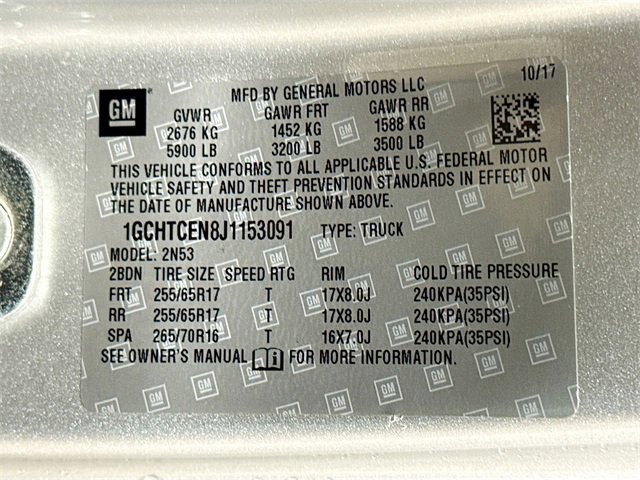 10/17
MFD BY GENERAL MOTORS LLC
GM
GVWR GAWR FRT GAWR RR
2676 KG 1452 KG 1588 KG
5900 LB 3200 LB 3500 LB
THIS VEHICLE CONFORMS TO ALL APPLICABLE U.S. FEDERAL MOTOR
VEHICLE SAFETY AND THEFT PREVENTION STANDARDS IN EFFECT ON
THE DATE OF MANUFACTURE SHOWN ABOVE.
1GCHTCEN8J1153091 TYPE: TRUCK
MODEL: 2N53
2BDN TIRE SIZE SPEED RTG RIM COLD TIRE PRESSURE
FRT 255/65R17 T 17X8.0J 240KPA(35PSI)
RR 255/65R17 T 17X8.0J 240KPA(35PSI)
SPA 265/70R16 T 16X7.0J 240KPA(35PSI)
SEE OWNER'S MANUAL i FOR MORE INFORMATION.